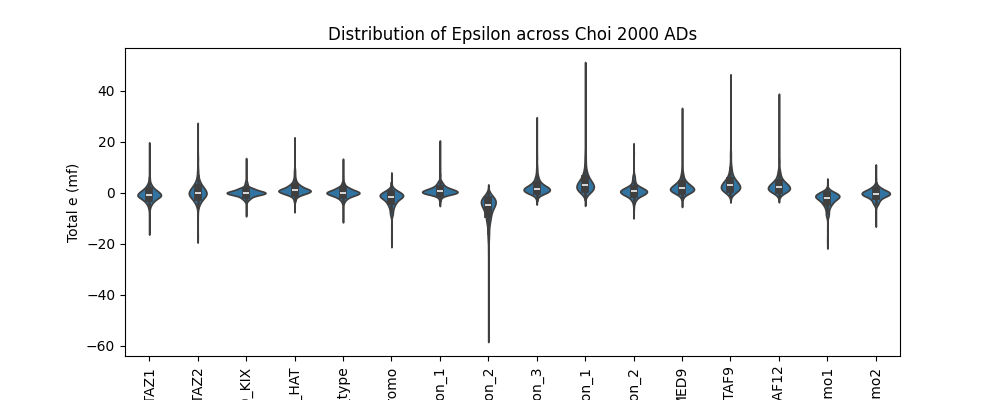 Distribution of Epsilon across Choi 2000 ADs
Total e (mf)
40
20
0
−20
−40
−60
TAZ1
TAZ2
_KIX
_HAT
type
omo
on_1
on_2
on_3
on_1
on_2
MED9
TAF9
AF12
mo1
mo2